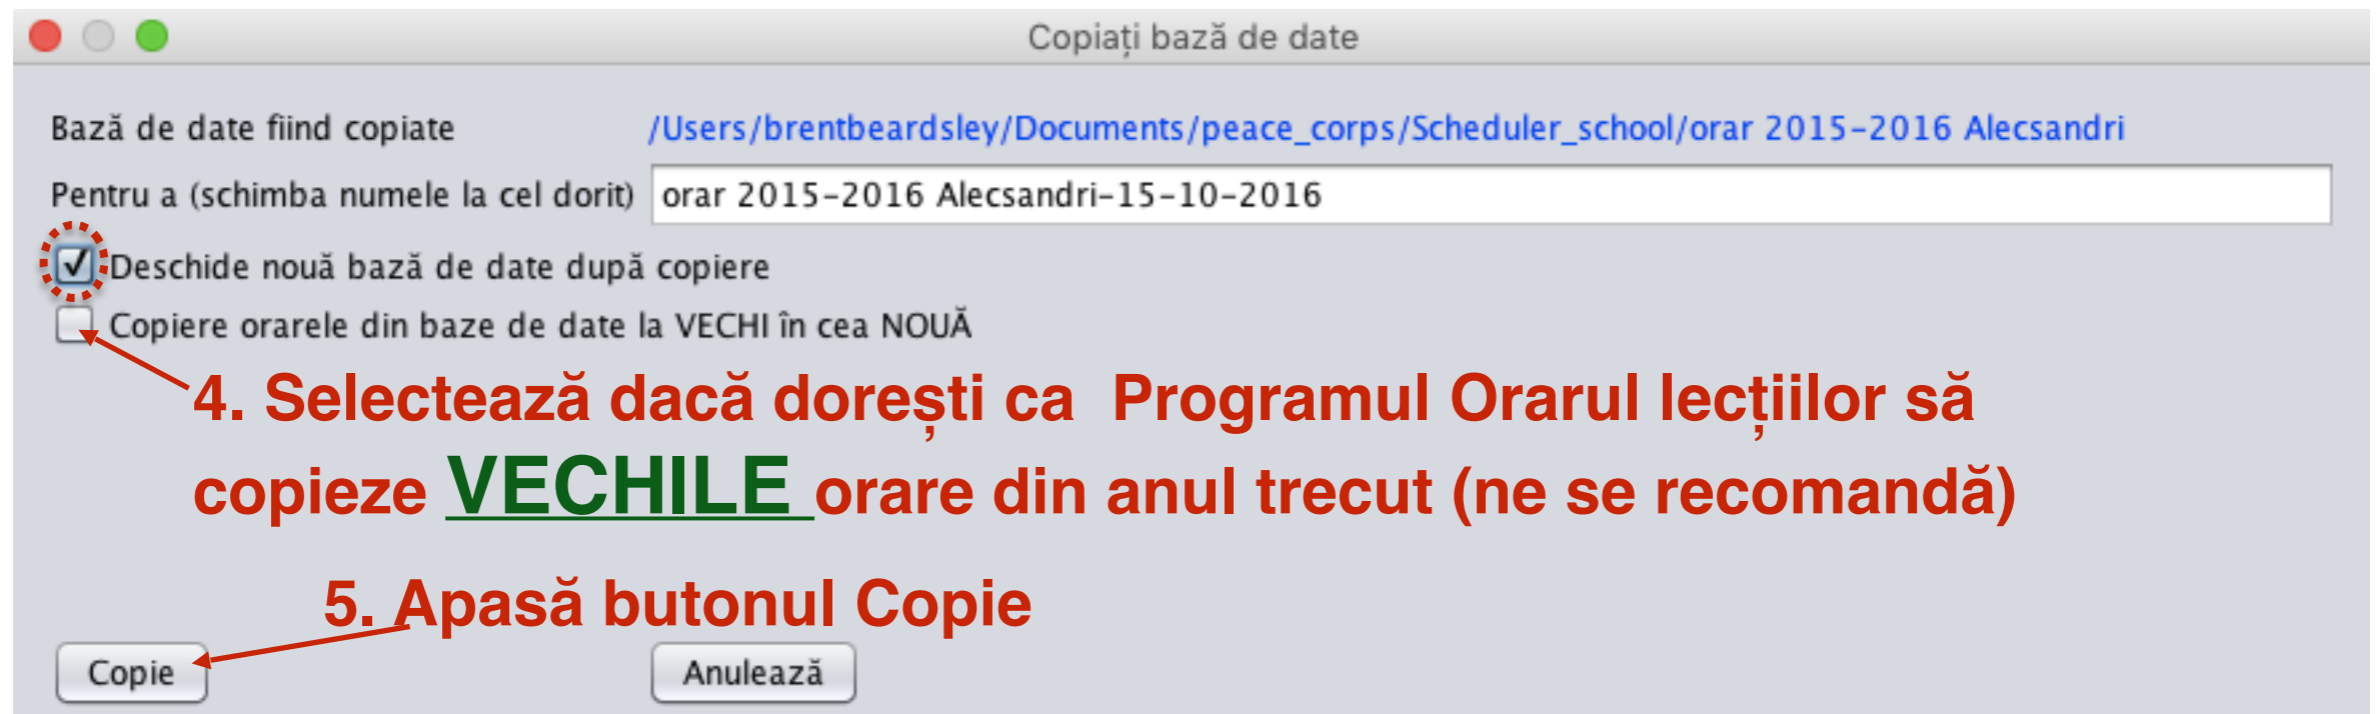 Copiați bază de date
Bază de date fiind copiate /Users/brentbeardsley/Documents/peace_corps/Scheduler_school/orar 2015-2016 Alecsandri
Pentru a (schimba numele la cel dorit) orar 2015-2016 Alecsandri-15-10-2016
Deschide nouă bază de date după copiere
Copiere orarele din baze de date la VECHI în cea NOUĂ
4. Selectează dacă dorești ca Programul Orarul lecțiilor să
copieze VECHILE orare din anul trecut (ne se recomandă)
5. Apasă butonul Copie
Copie Anulează